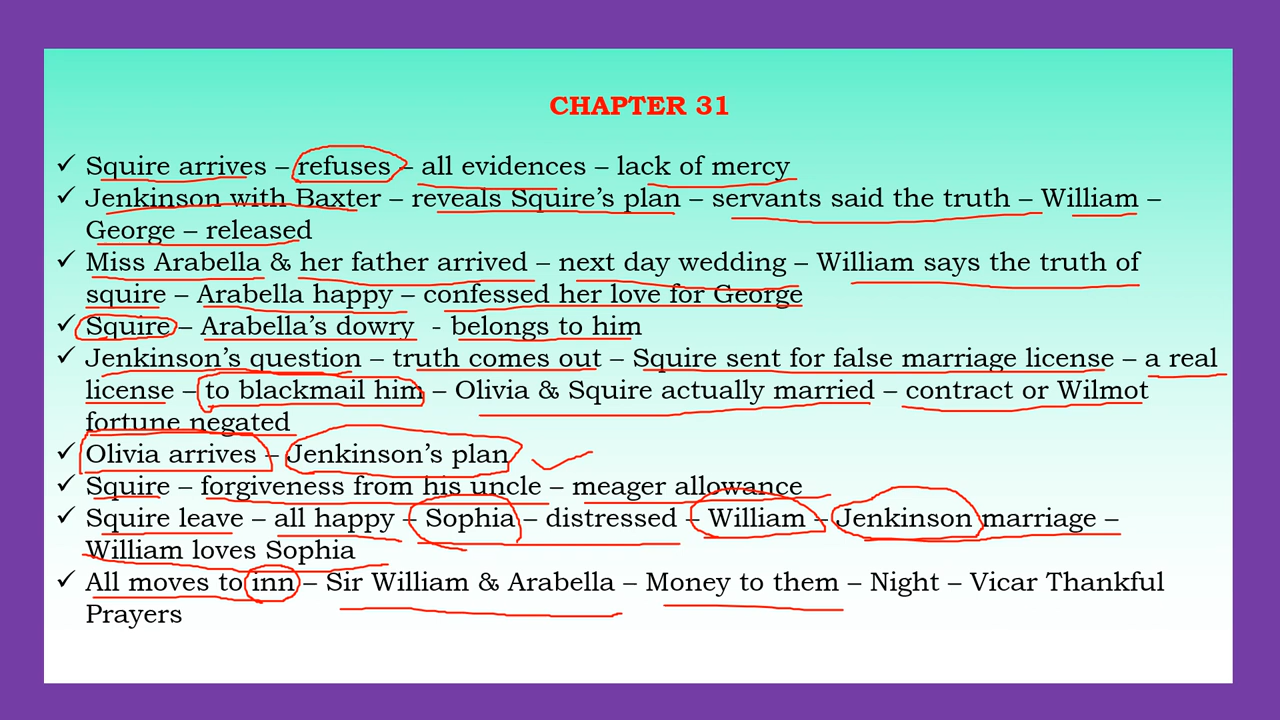 CHAPTER 31
✓ Squire arrives – refuses – all evidences – lack of mercy
✓ Jenkinson with Baxter – reveals Squire's plan – servants said the truth – William –
George – released
✓ Miss Arabella & her father arrived – next day wedding – William says the truth of
squire – Arabella happy – confessed her love for George
✓ Squire – Arabella's dowry - belongs to him
✓ Jenkinson's question – truth comes out – Squire sent for false marriage license – a real
license – to blackmail him – Olivia & Squire actually married – contract or Wilmot
fortune negated
✓ Olivia arrives – Jenkinson's plan
✓ Squire – forgiveness from his uncle – meager allowance
✓ Squire leave – all happy – Sophia – distressed – William – Jenkinson marriage –
William loves Sophia
✓ All moves to inn – Sir William & Arabella – Money to them – Night – Vicar Thankful
Prayers